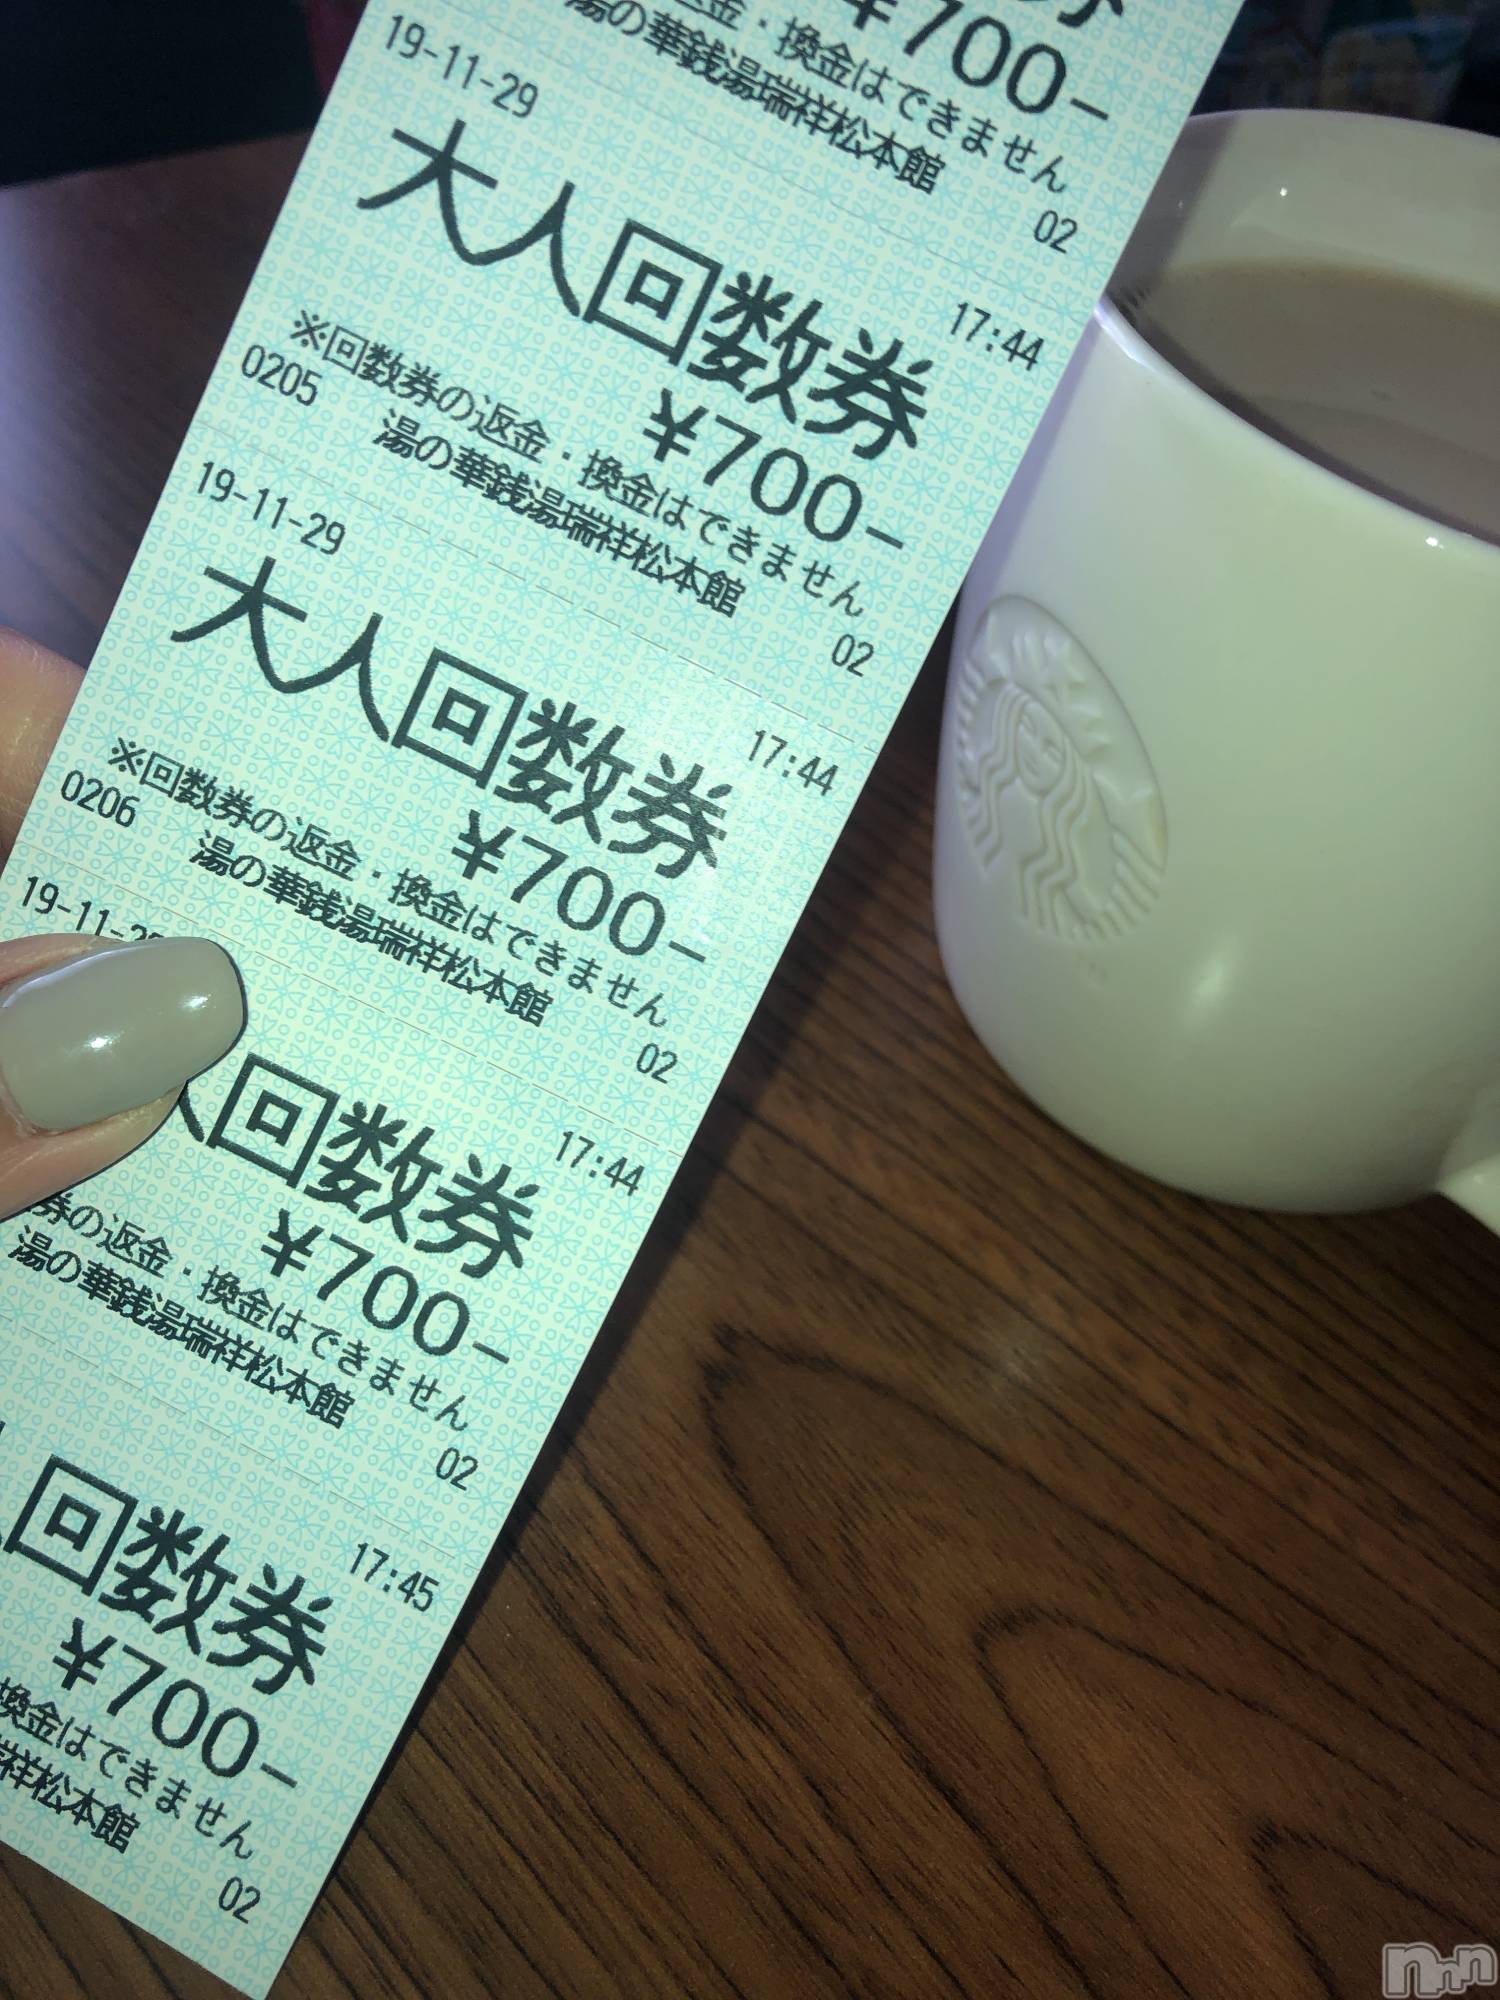 ¥700-
換金はできません
湯の華銭湯瑞祥松本館
02
19-11-29 17:44
大人回数券
¥700-
※回数券の返金・換金はできません
0205 湯の華銭湯瑞祥松本館
02
19-11-29 17:44
大人回数券
¥700-
※回数券の返金・換金はできません
0206 湯の華銭湯瑞祥松本館
02
19-11-2 17:44
人回数券
¥700-
券の返金・換金はできません
湯の華銭湯瑞祥松本館
02
17:45
回数券
¥700-
換金はできません
祥松本館
02
nnn